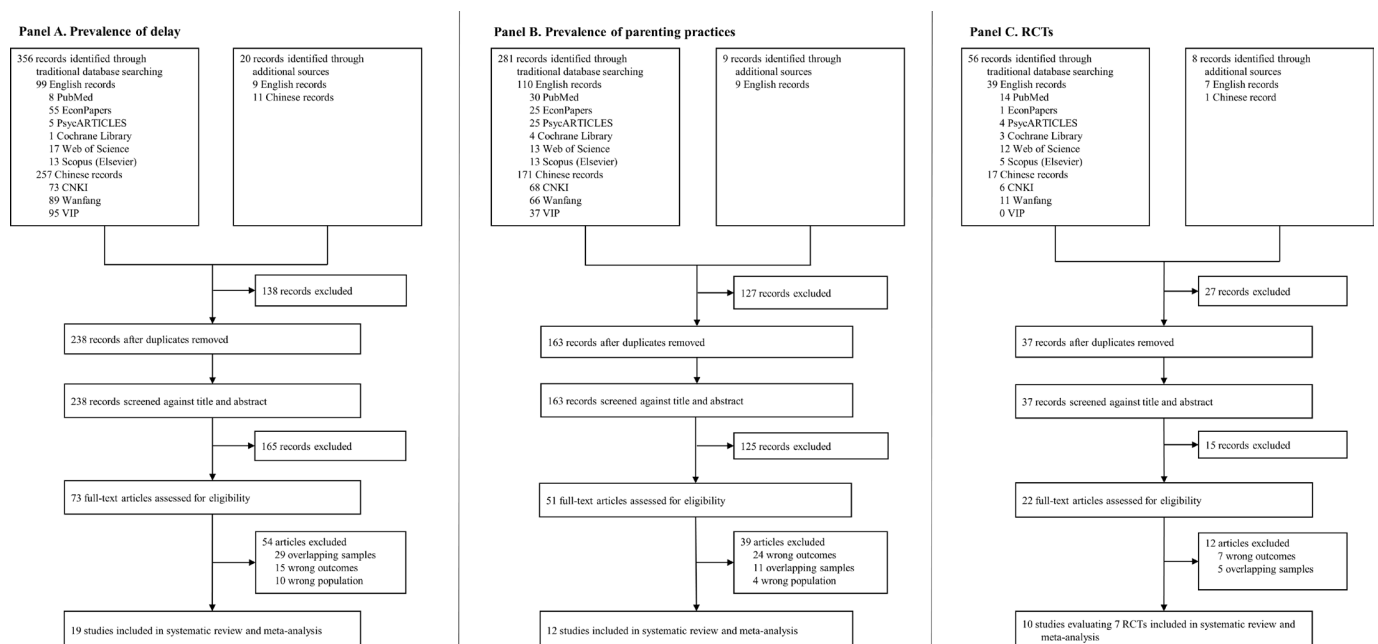 Panel A. Prevalence of delay
356 records identified through
traditional database searching
99 English records
8 PubMed
55 EconPapers
5 PsycARTICLES
1 Cochrane Library
17 Web of Science
13 Scopus (Elsevier)
257 Chinese records
73 CNKI
89 Wanfang
95 VIP
20 records identified through
additional sources
9 English records
11 Chinese records
138 records excluded
238 records after duplicates removed
238 records screened against title and abstract
165 records excluded
73 full-text articles assessed for eligibility
54 articles excluded
29 overlapping samples
15 wrong outcomes
10 wrong population
19 studies included in systematic review and meta-analysis
Panel B. Prevalence of parenting practices
281 records identified through
traditional database searching
110 English records
30 PubMed
25 EconPapers
25 PsycARTICLES
4 Cochrane Library
13 Web of Science
13 Scopus (Elsevier)
171 Chinese records
68 CNKI
66 Wanfang
37 VIP
9 records identified through
additional sources
9 English records
127 records excluded
163 records after duplicates removed
163 records screened against title and abstract
125 records excluded
51 full-text articles assessed for eligibility
39 articles excluded
24 wrong outcomes
11 overlapping samples
4 wrong population
12 studies included in systematic review and meta-analysis
Panel C. RCTs
56 records identified through
traditional database searching
39 English records
14 PubMed
1 EconPapers
4 PsycARTICLES
3 Cochrane Library
12 Web of Science
5 Scopus (Elsevier)
17 Chinese records
6 CNKI
11 Wanfang
0 VIP
8 records identified through
additional sources
7 English records
1 Chinese record
27 records excluded
37 records after duplicates removed
37 records screened against title and abstract
15 records excluded
22 full-text articles assessed for eligibility
12 articles excluded
7 wrong outcomes
5 overlapping samples
10 studies evaluating 7 RCTs included in systematic review and
meta-analysis